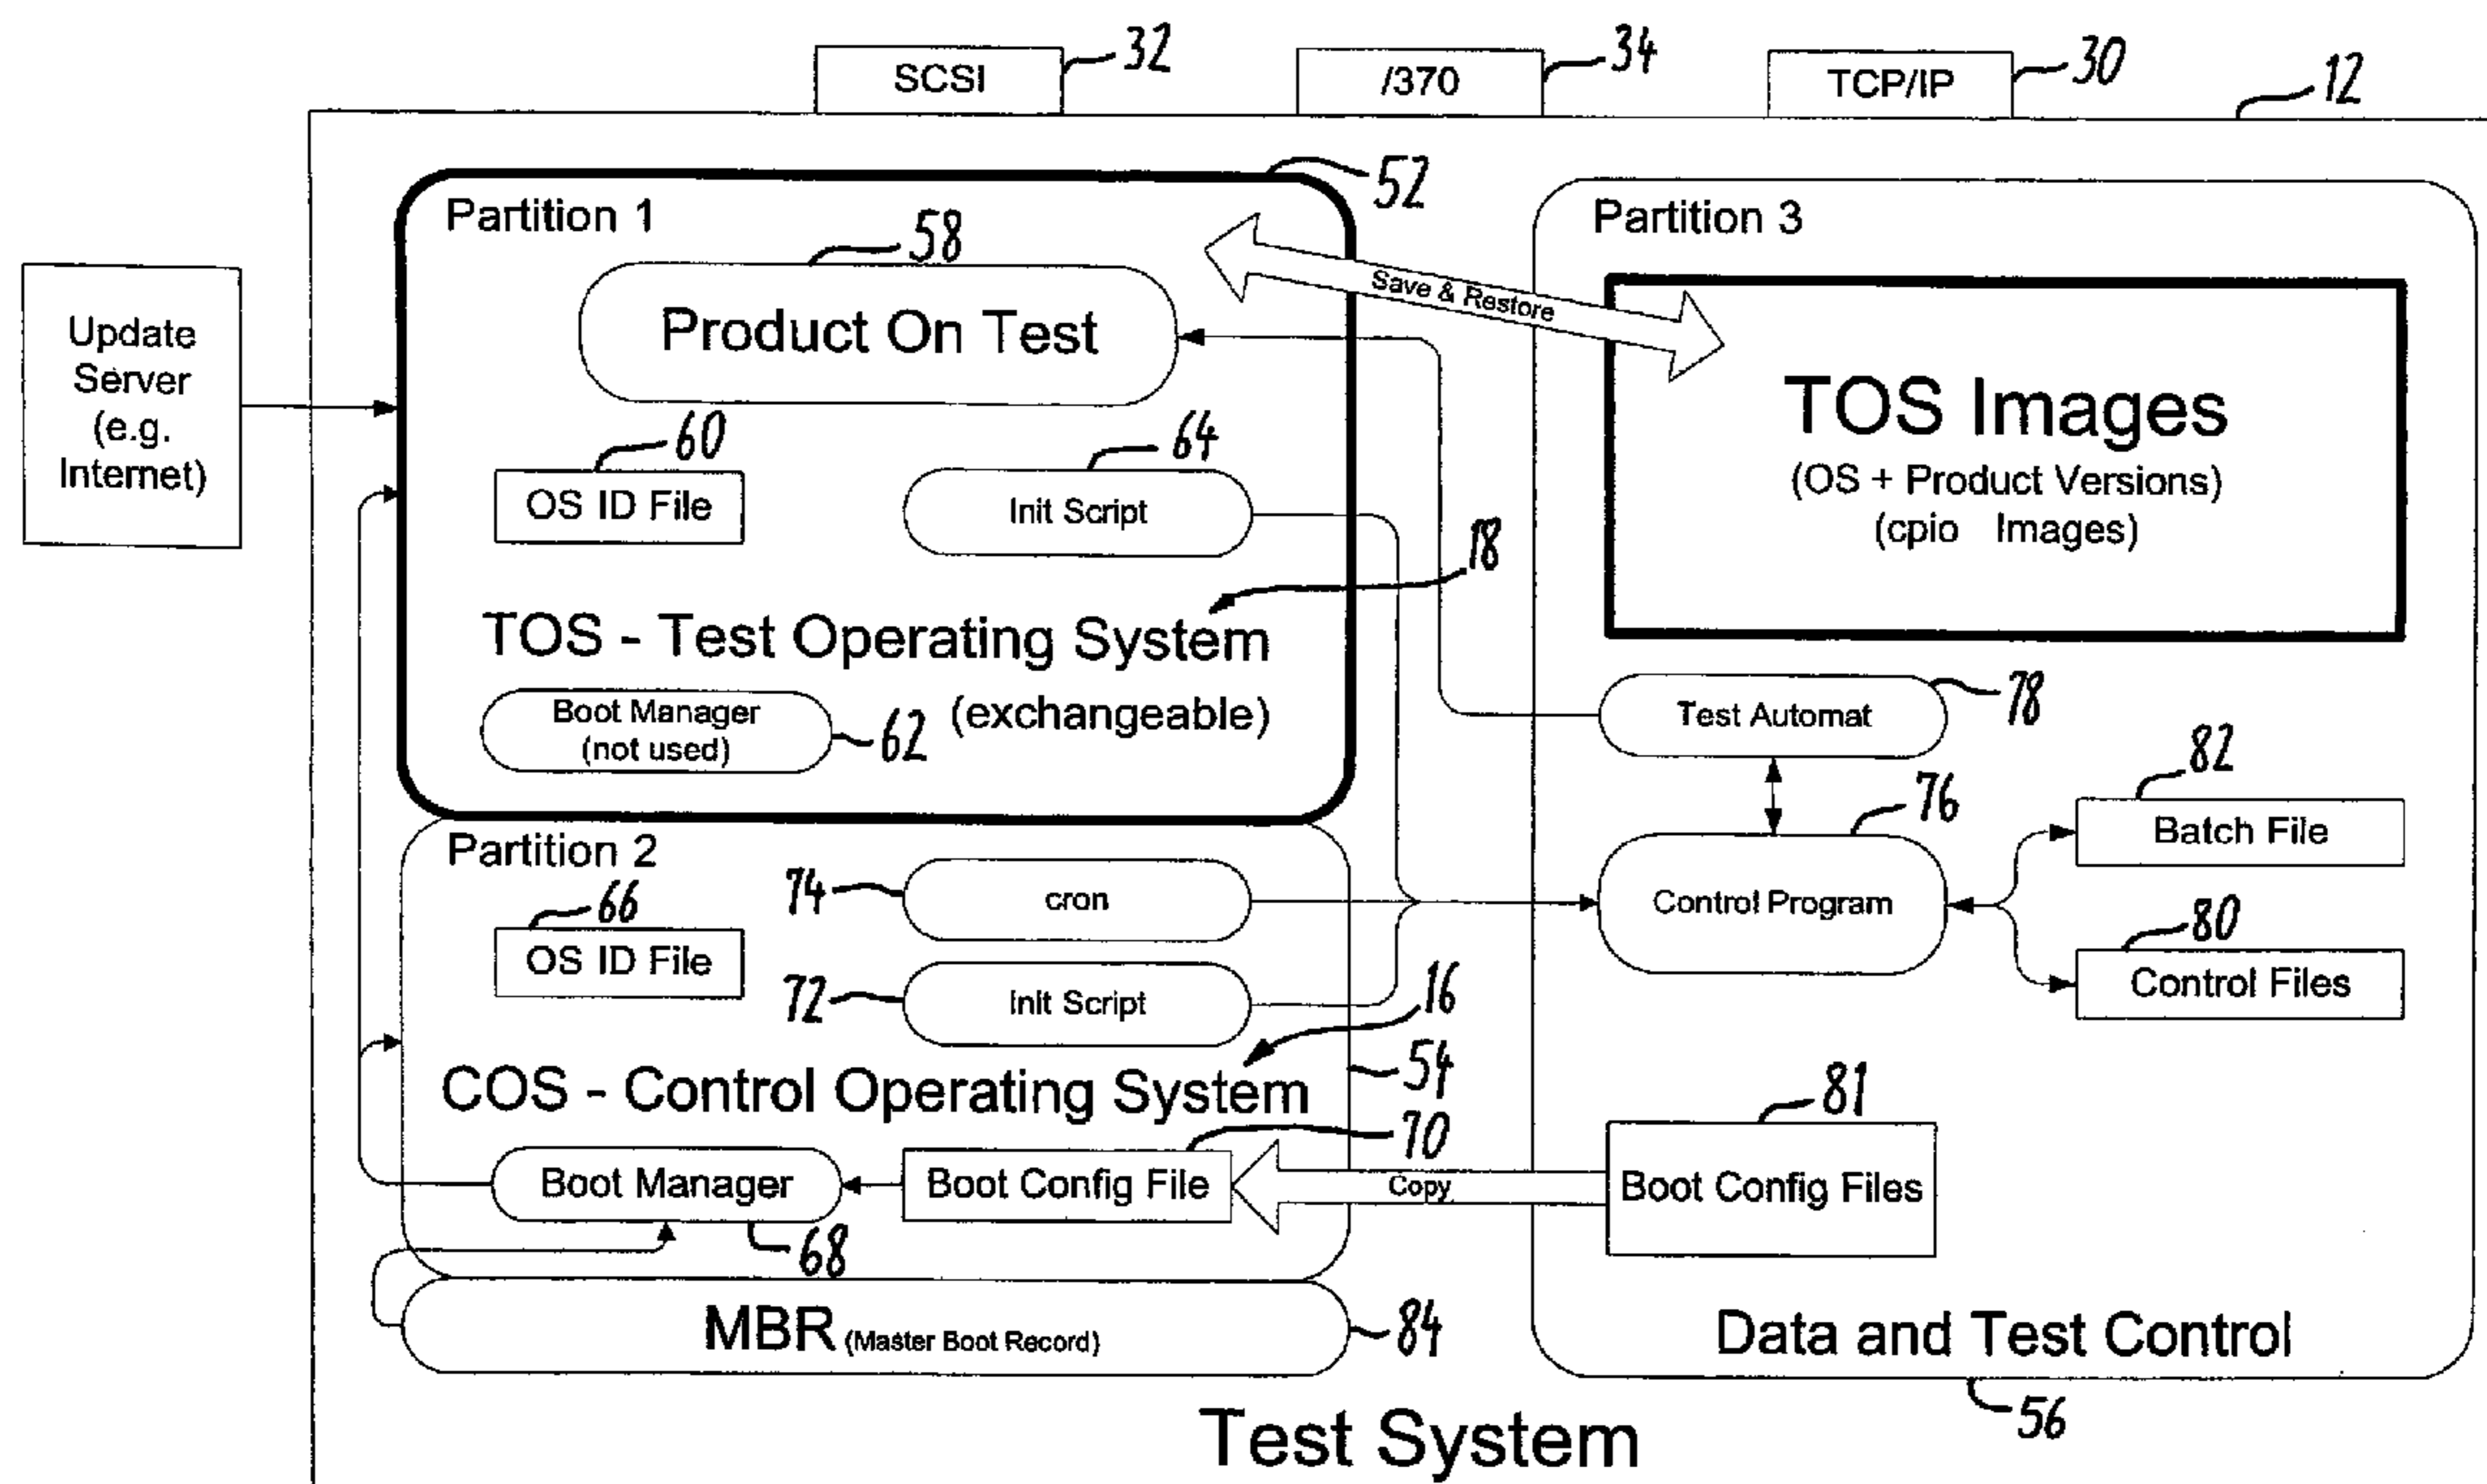 SCSI
32
/370
34
TCP/IP
30
12
Update
Server
(e.g.
Internet)
Partition 1
52
58
Product On Test
60
OS ID File
64
Init Script
18
TOS - Test Operating System
(exchangeable)
Boot Manager
(not used)
62
Save & Restore
Partition 2
74
cron
66
OS ID File
72
Init Script
16
COS - Control Operating System
54
70
Boot Manager
68
Boot Config File
Copy
MBR (Master Boot Record)
84
Partition 3
TOS Images
(OS + Product Versions)
(cpio Images)
Test Automat
78
76
Control Program
82
Batch File
80
Control Files
81
Boot Config Files
Data and Test Control
56
Test System